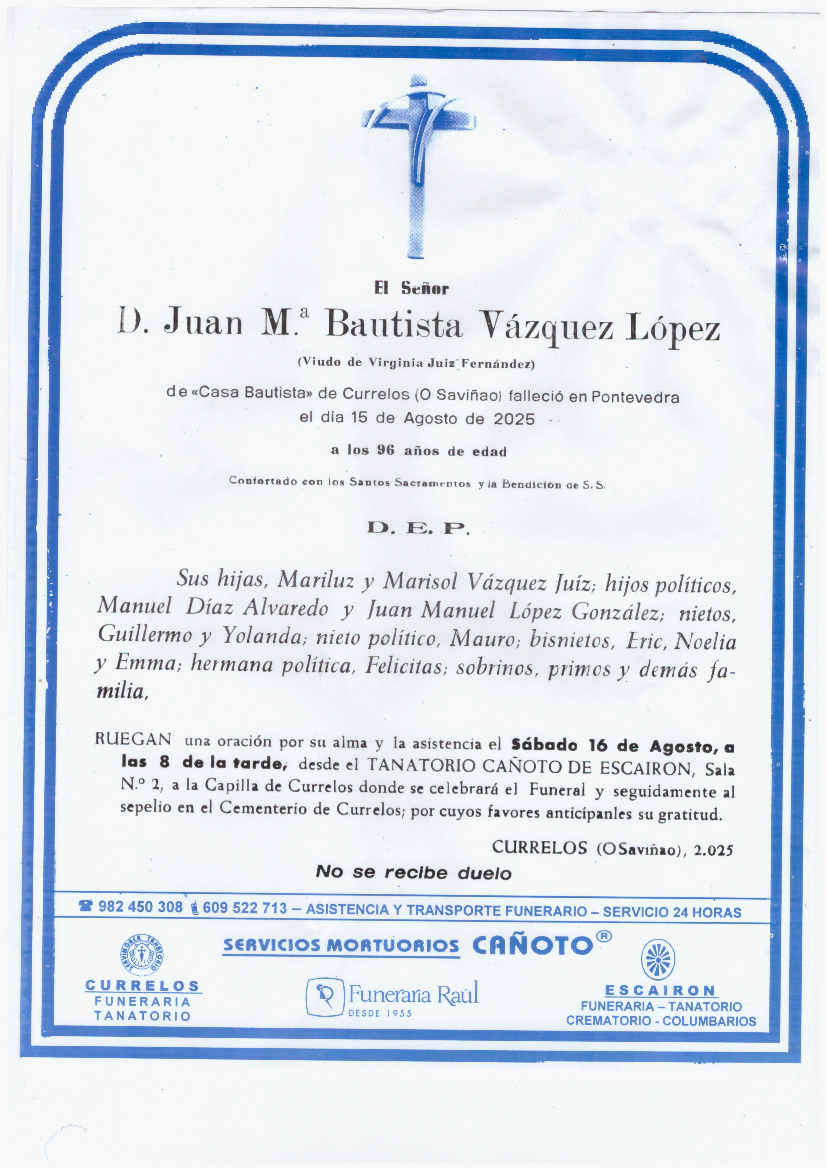 El Señor
D. Juan M.ª Bautista Vázquez López
(Viudo de Virginia Juiz Fernández)
de «Casa Bautista» de Currelos (O Saviñao) falleció en Pontevedra
el día 15 de Agosto de 2025
a los 96 años de edad
Confortado con los Santos Sacramentos y la Bendición de S. S.
D. E. P.
Sus hijas, Mariluz y Marisol Vázquez Juíz; hijos políticos,
Manuel Díaz Alvaredo y Juan Manuel López González; nietos,
Guillermo y Yolanda; nieto político, Mauro; bisnietos, Eric, Noelia
y Emma; hermana política, Felicitas; sobrinos, primos y demás fa-
milia,
RUEGAN una oración por su alma y la asistencia el Sábado 16 de Agosto, a
las 8 de la tarde, desde el TANATORIO CAÑOTO DE ESCAIRON, Sala
N.º 2, a la Capilla de Currelos donde se celebrará el Funeral y seguidamente al
sepelio en el Cementerio de Currelos; por cuyos favores anticípanles su gratitud.
CURRELOS (O Saviñao), 2.025
No se recibe duelo
☎ 982 450 308 609 522 713 – ASISTENCIA Y TRANSPORTE FUNERARIO – SERVICIO 24 HORAS
SERVICIOS MORTUORIOS CAÑOTO®
CURRELOS
FUNERARIA
TANATORIO
Funeraria Raúl
DESDE 1955
ESCAIRON
FUNERARIA – TANATORIO
CREMATORIO - COLUMBARIOS